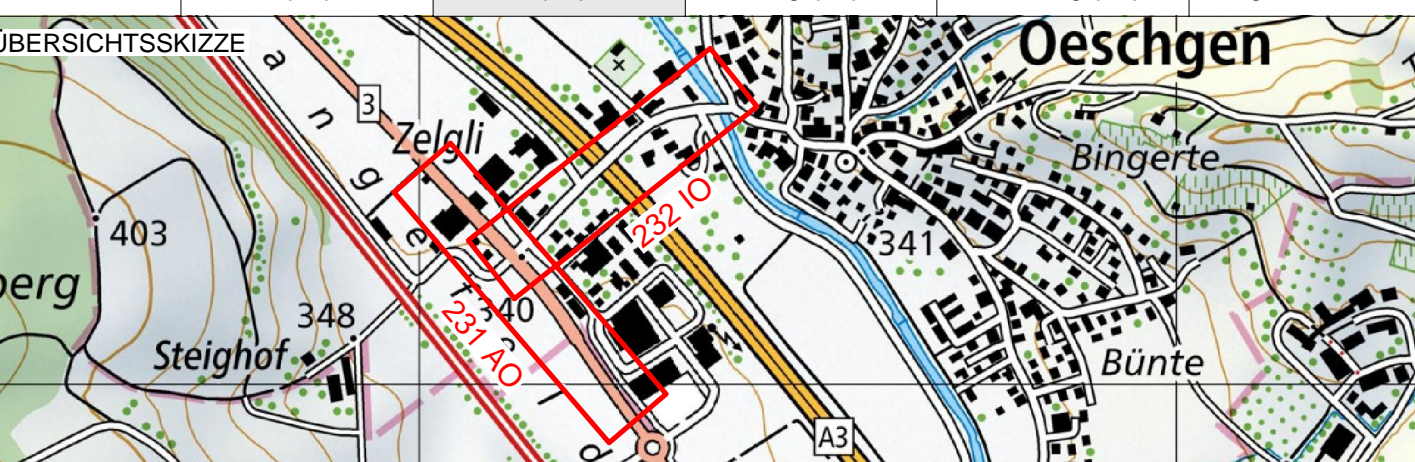 ÜBERSICHTSSKIZZE
Oeschgen
3
Zelgli
Bingerte
403
232 IO
341
berg
348
340
231 AO
Steighof
Bünte
A3
a n g e f o l d